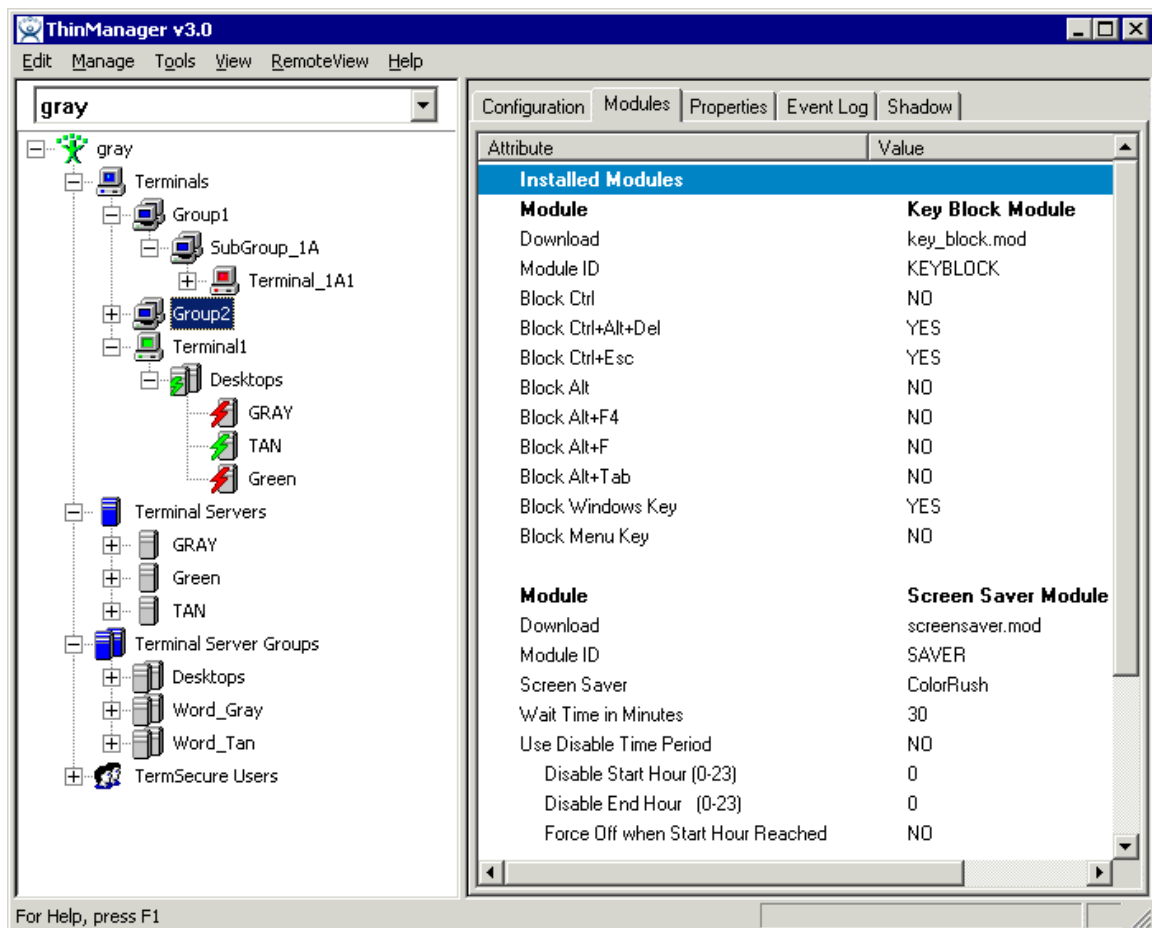 ThinManager v3.0
Edit Manage Tools View RemoteView Help
gray
gray
Terminals
Group1
SubGroup_1A
Terminal_1A1
Group2
Terminal1
Desktops
GRAY
TAN
Green
Terminal Servers
GRAY
Green
TAN
Terminal Server Groups
Desktops
Word_Gray
Word_Tan
TermSecure Users
Configuration Modules Properties Event Log Shadow
Attribute Value
Installed Modules
Module Key Block Module
Download key_block.mod
Module ID KEYBLOCK
Block Ctrl NO
Block Ctrl+Alt+Del YES
Block Ctrl+Esc YES
Block Alt NO
Block Alt+F4 NO
Block Alt+F NO
Block Alt+Tab NO
Block Windows Key YES
Block Menu Key NO
Module Screen Saver Module
Download screensaver.mod
Module ID SAVER
Screen Saver ColorRush
Wait Time in Minutes 30
Use Disable Time Period NO
Disable Start Hour (0-23) 0
Disable End Hour (0-23) 0
Force Off when Start Hour Reached NO
For Help, press F1